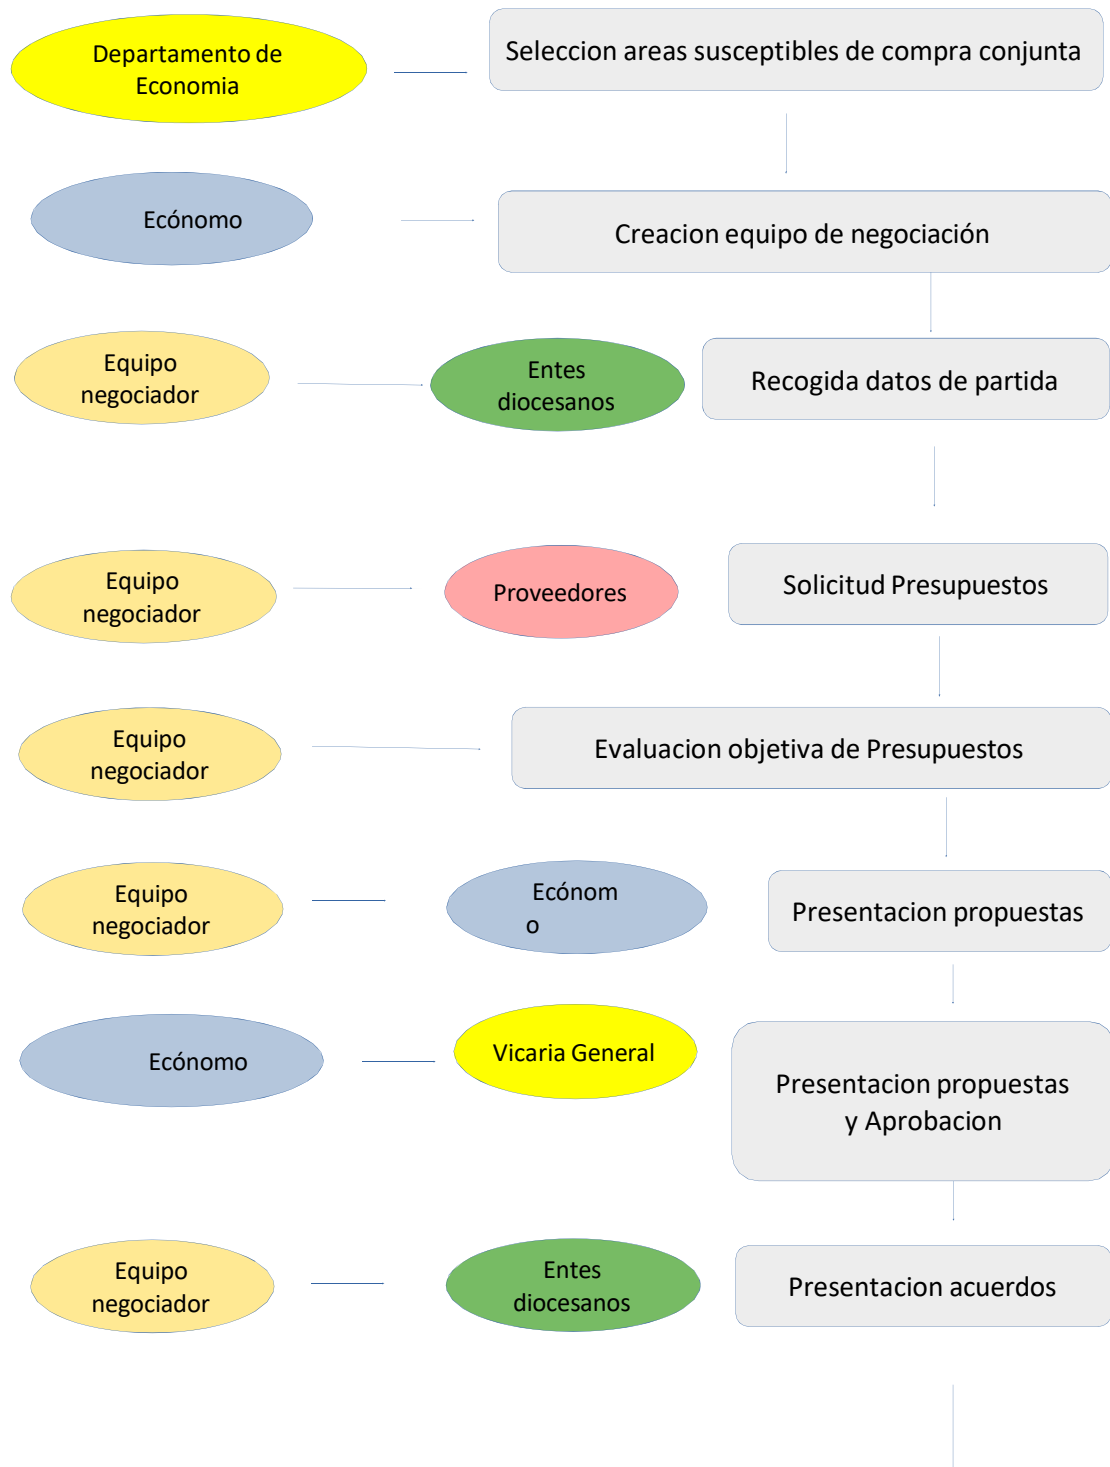 Departamento de
Economia
Seleccion areas susceptibles de compra conjunta
Ecónomo
Creacion equipo de negociación
Equipo
negociador
Entes
diocesanos
Recogida datos de partida
Equipo
negociador
Proveedores
Solicitud Presupuestos
Equipo
negociador
Evaluacion objetiva de Presupuestos
Equipo
negociador
Ecónom
o
Presentacion propuestas
Ecónomo
Vicaria General
Presentacion propuestas
y Aprobacion
Equipo
negociador
Entes
diocesanos
Presentacion acuerdos